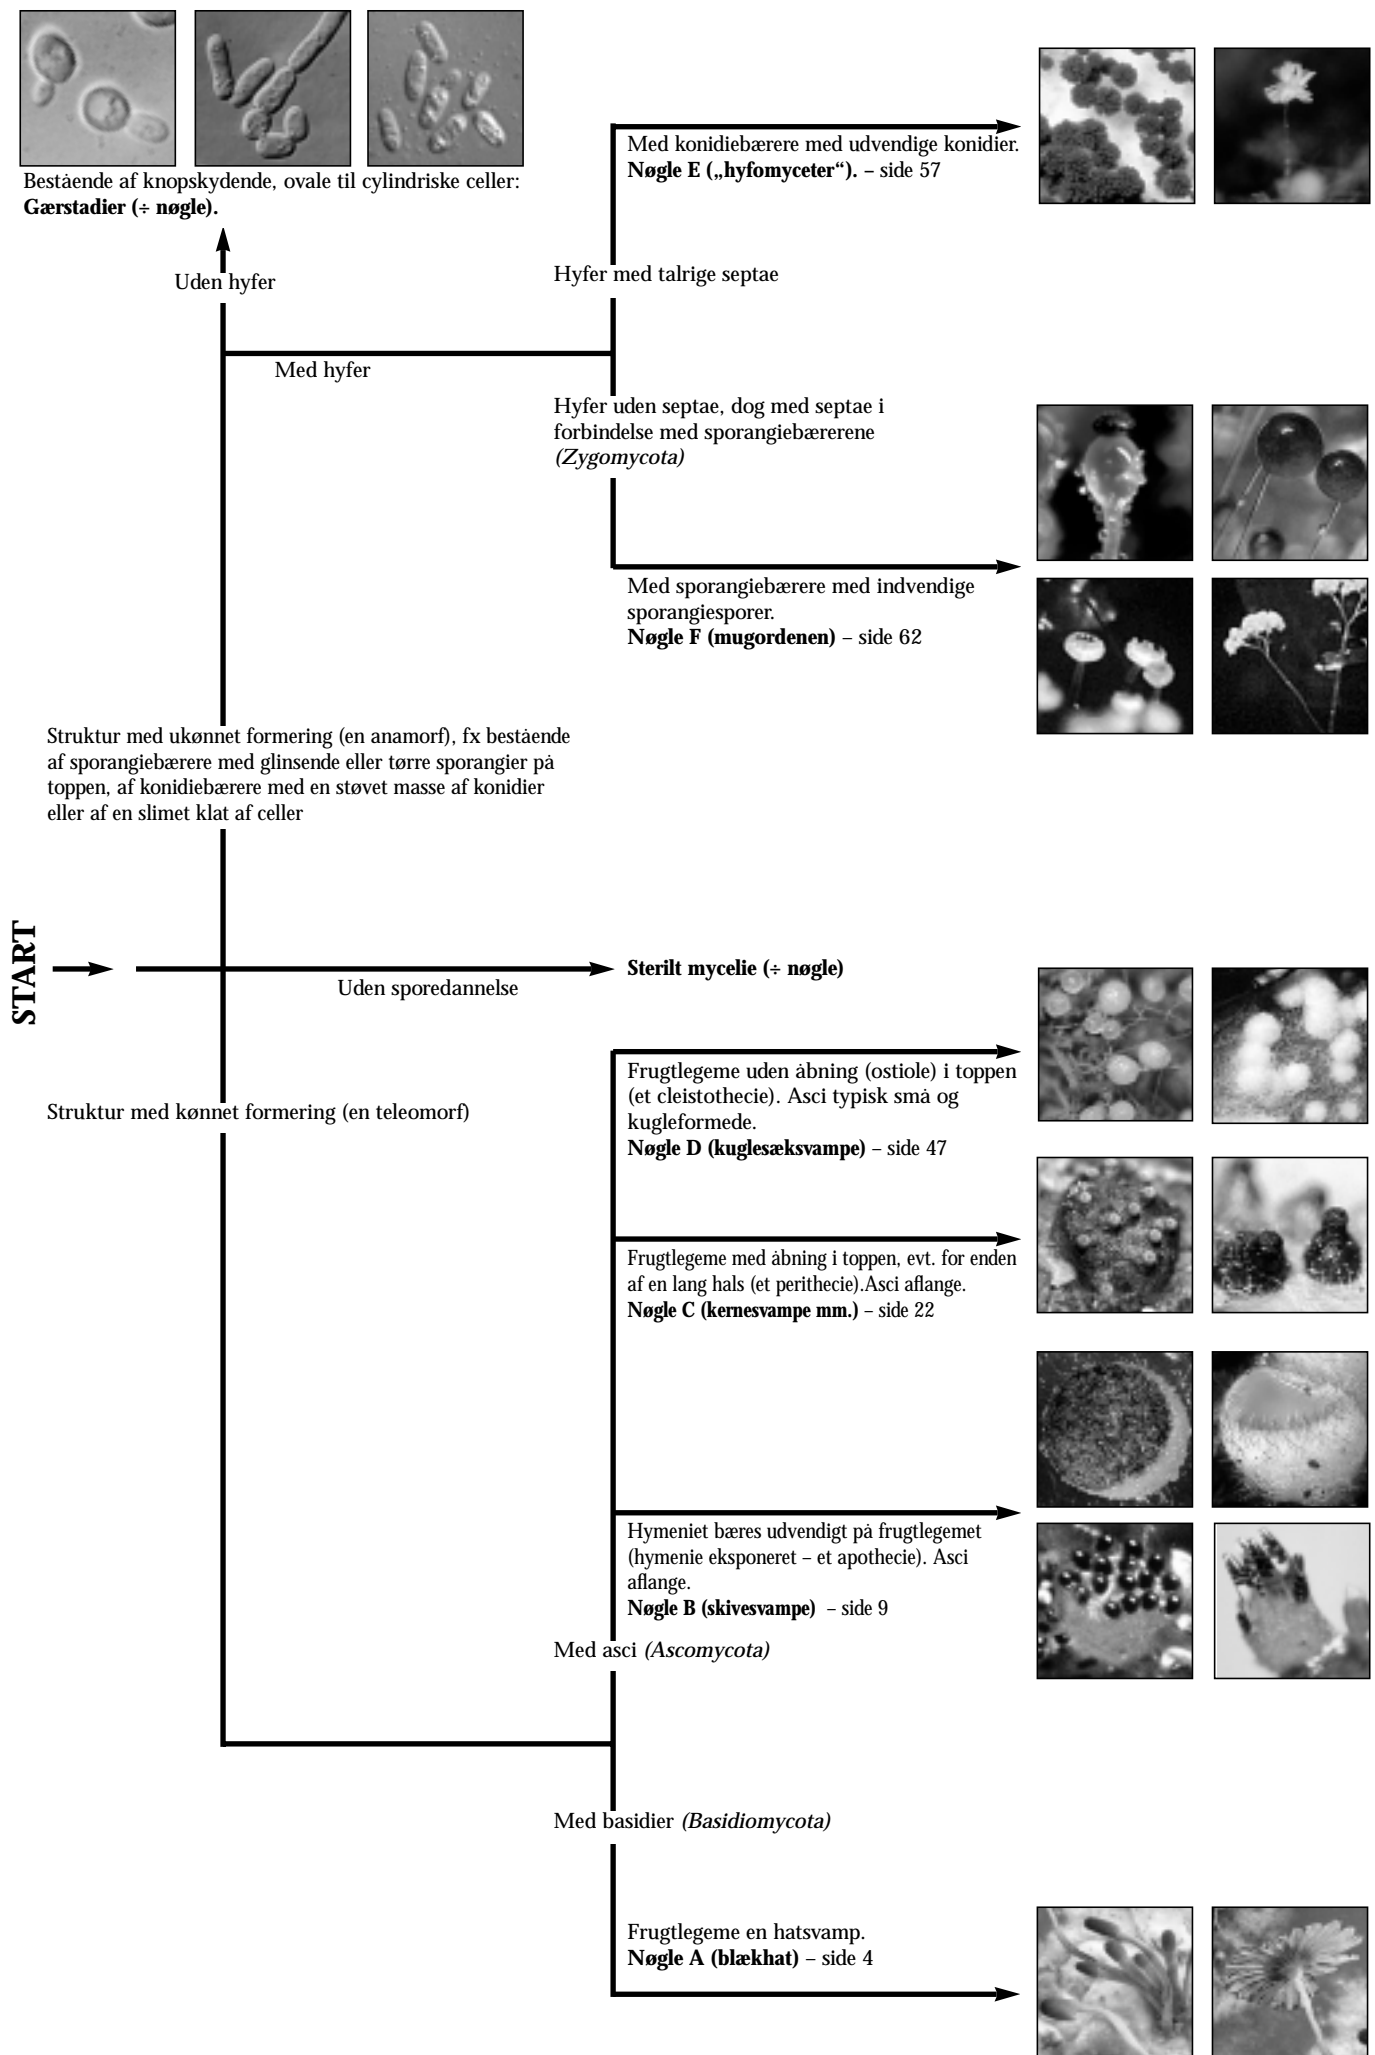 Bestående af knopskydende, ovale til cylindriske celler:
Gærstadier (÷ nøgle).
Uden hyfer
Med hyfer
Med konidiebærere med udvendige konidier.
Nøgle E („hyfomyceter“). – side 57
Hyfer med talrige septae
Hyfer uden septae, dog med septae i
forbindelse med sporangiebærerene
(Zygomycota)
Med sporangiebærere med indvendige
sporangiesporer.
Nøgle F (mugordenen) – side 62
Struktur med ukønnet formering (en anamorf), fx bestående
af sporangiebærere med glinsende eller tørre sporangier på
toppen, af konidiebærere med en støvet masse af konidier
eller af en slimet klat af celler
START
Uden sporedannelse
Sterilt mycelie (÷ nøgle)
Struktur med kønnet formering (en teleomorf)
Frugtlegeme uden åbning (ostiole) i toppen
(et cleistothecie). Asci typisk små og
kugleformede.
Nøgle D (kuglesæksvampe) – side 47
Frugtlegeme med åbning i toppen, evt. for enden
af en lang hals (et perithecie).Asci aflange.
Nøgle C (kernesvampe mm.) – side 22
Hymeniet bæres udvendigt på frugtlegemet
(hymenie eksponeret – et apothecie). Asci
aflange.
Nøgle B (skivesvampe) – side 9
Med asci (Ascomycota)
Med basidier (Basidiomycota)
Frugtlegeme en hatsvamp.
Nøgle A (blækhat) – side 4